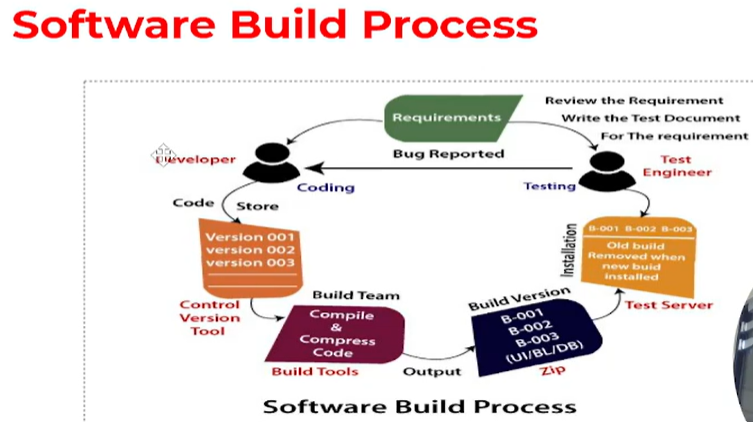 Software Build Process
Requirements
Review the Requirement
Write the Test Document
For The requirement
Developer
Bug Reported
Test
Engineer
Coding
Testing
Code
Store
Version 001
version 002
version 003
Control
Version
Tool
Build Team
Compile
&
Compress
Code
Build Tools
Output
Build Version
B-001
B-002
B-003
(UI/BL/DB)
Zip
Installation
B-001 B-002 B-003
Old build
Removed when
new buid
installed
Test Server
Software Build Process